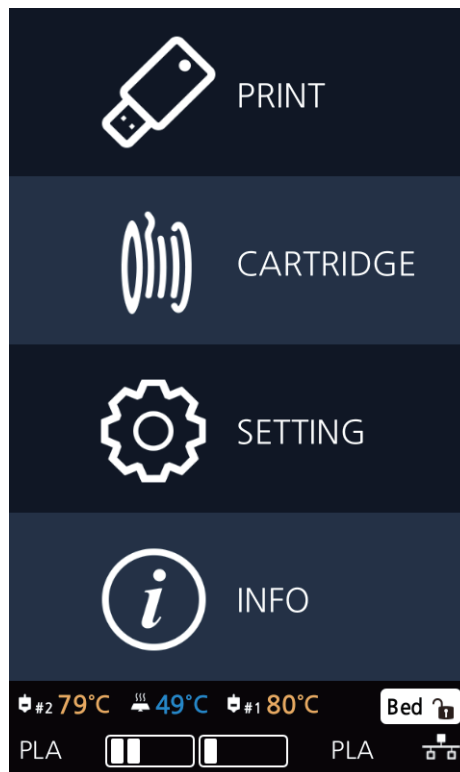 PRINT
CARTRIDGE
SETTING
INFO
#2 79°C 49°C #1 80°C Bed
PLA PLA